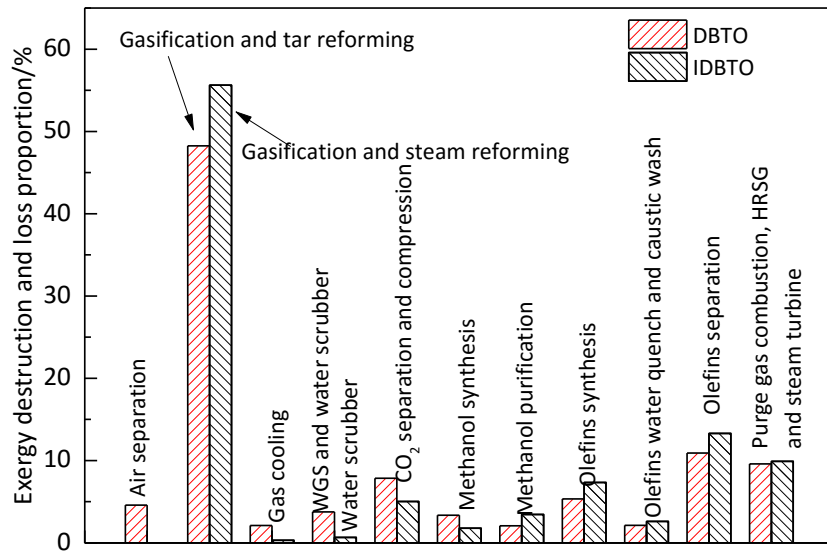 Exergy destruction and loss proportion/%
60
50
40
30
20
10
0
DBTO
IDBTO
Gasification and tar reforming
Gasification and steam reforming
Air separation
Gas cooling
WGS and water scrubber
Water scrubber
CO₂ separation and compression
Methanol synthesis
Methanol purification
Olefins synthesis
Olefins water quench and caustic wash
Olefins separation
Purge gas combustion, HRSG
and steam turbine